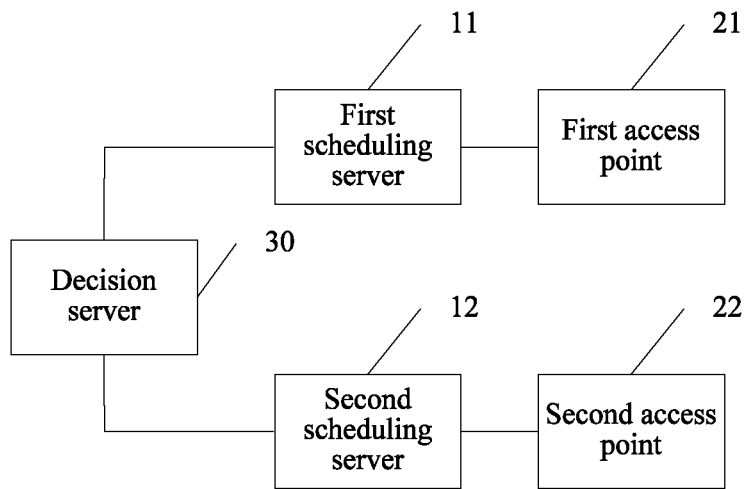 11
21
First
scheduling
server
First access
point
30
Decision
server
12
22
Second
scheduling
server
Second access
point